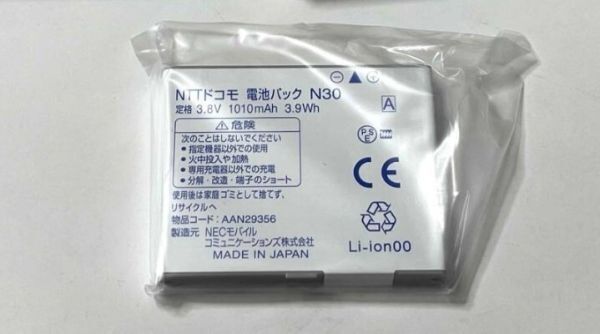 NTTドコモ 電池パック N30
定格 3.8V 1010mAh 3.9Wh
A
危険
次のことはしないでください。
•指定機器以外での使用
•火中投入や加熱
•専用充電器以外での充電
•分解・改造・端子のショート
PSE
CE
使用後は家庭ゴミとして捨てず、
リサイクルへ
物品コード:AAN29356
製造元 NECモバイル
コミュニケーションズ株式会社
MADE IN JAPAN
Li-ion00